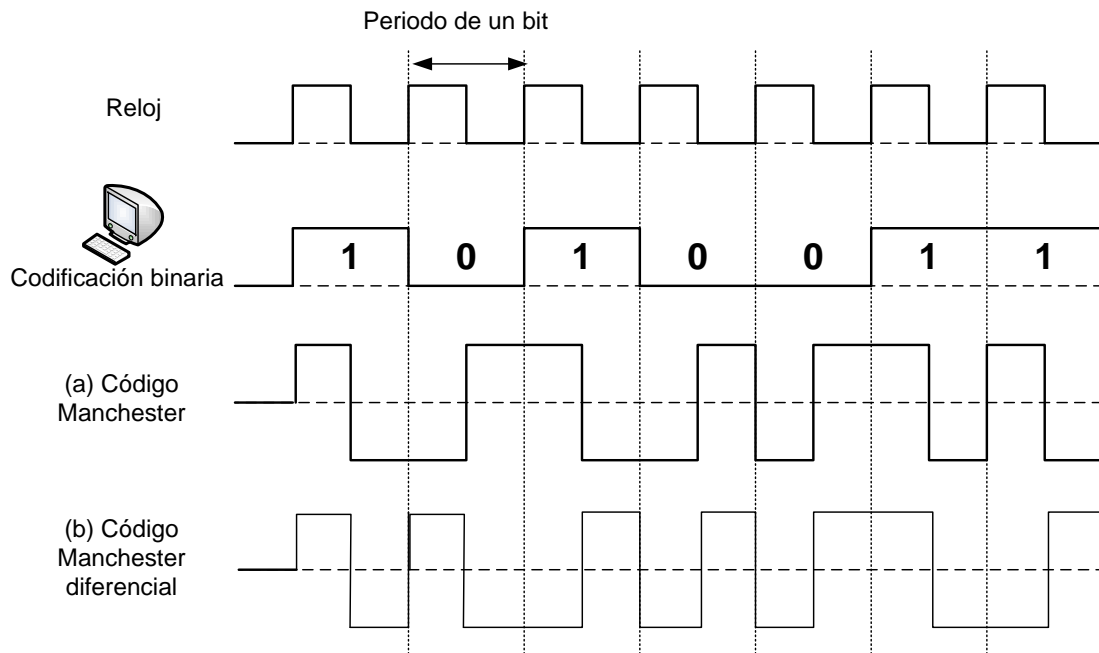 Periodo de un bit
Reloj
Codificación binaria
1 0 1 0 0 1 1
(a) Código
Manchester
(b) Código
Manchester
diferencial